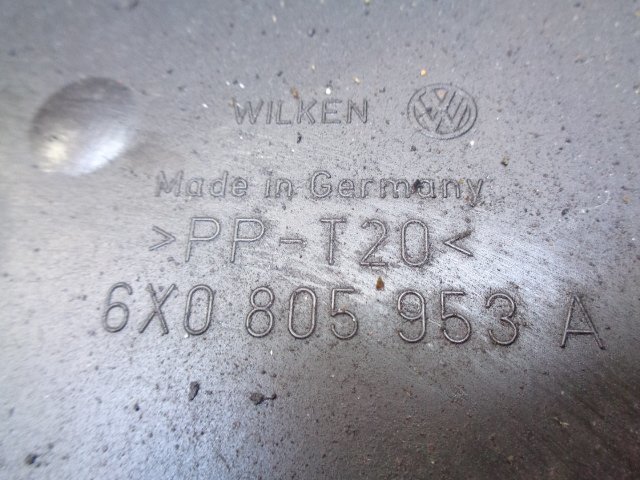 WILKEN
Made in Germany
>PP-T20<
6X0 805 953 A